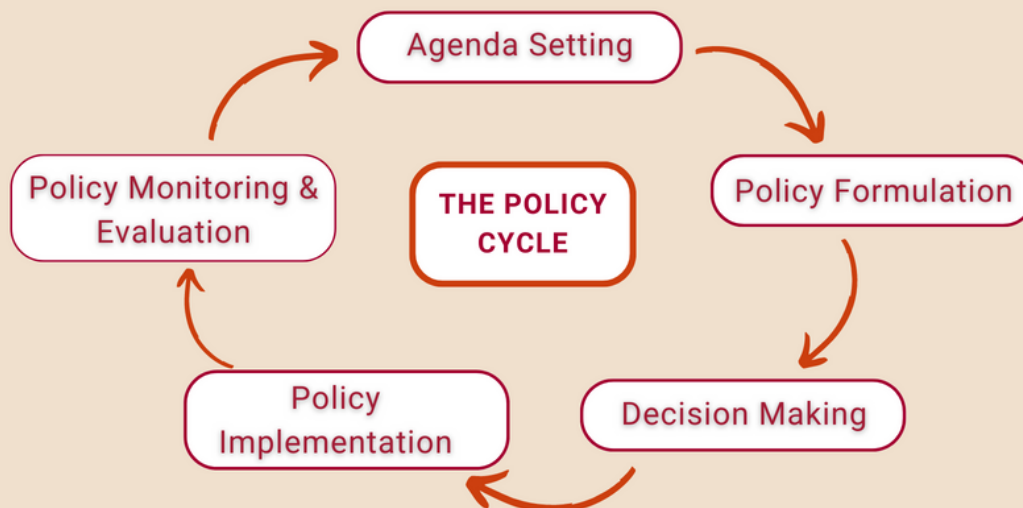 Agenda Setting
Policy Formulation
Decision Making
Policy
Implementation
Policy Monitoring &
Evaluation
THE POLICY
CYCLE